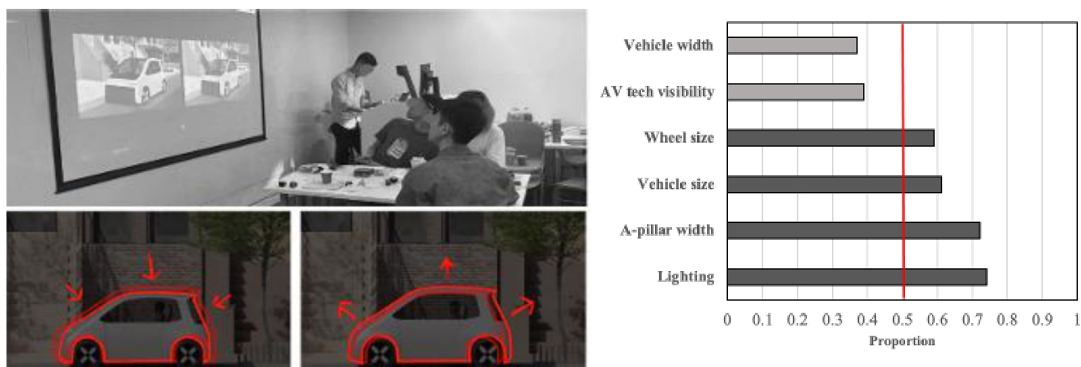 Vehicle width
AV tech visibility
Wheel size
Vehicle size
A-pillar width
Lighting
0 0.1 0.2 0.3 0.4 0.5 0.6 0.7 0.8 0.9 1
Proportion